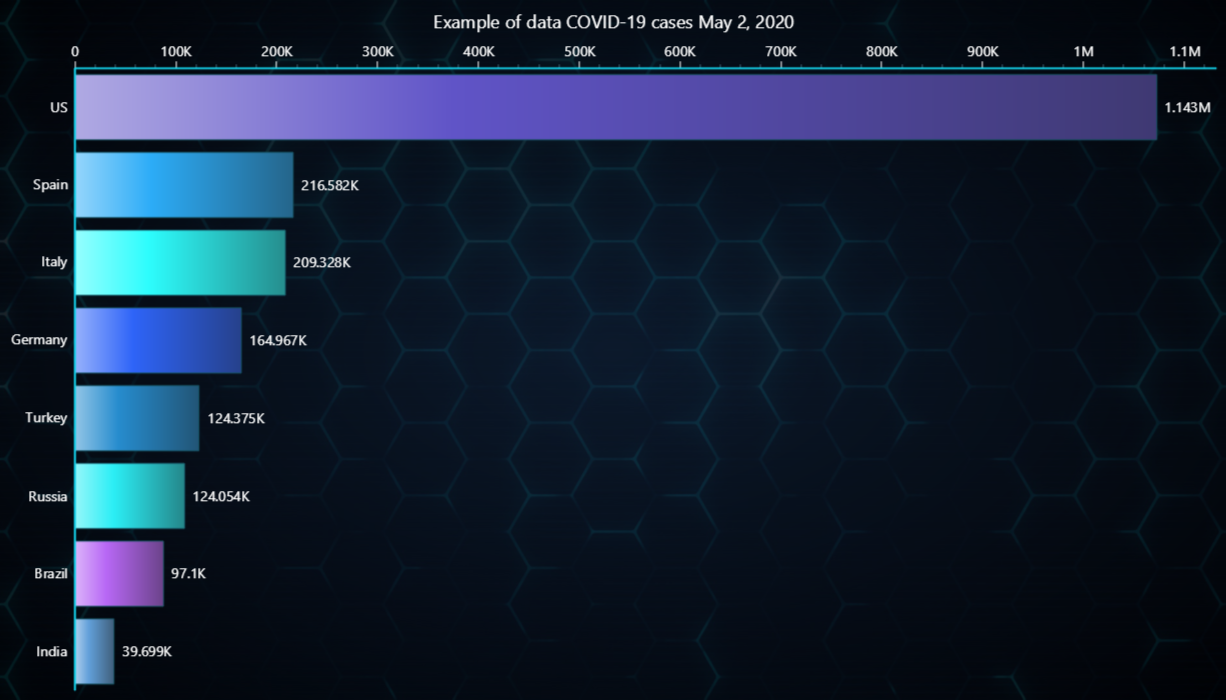 Example of data COVID-19 cases May 2, 2020
0 100K 200K 300K 400K 500K 600K 700K 800K 900K 1M 1.1M
US 1.143M
Spain 216.582K
Italy 209.328K
Germany 164.967K
Turkey 124.375K
Russia 124.054K
Brazil 97.1K
India 39.699K